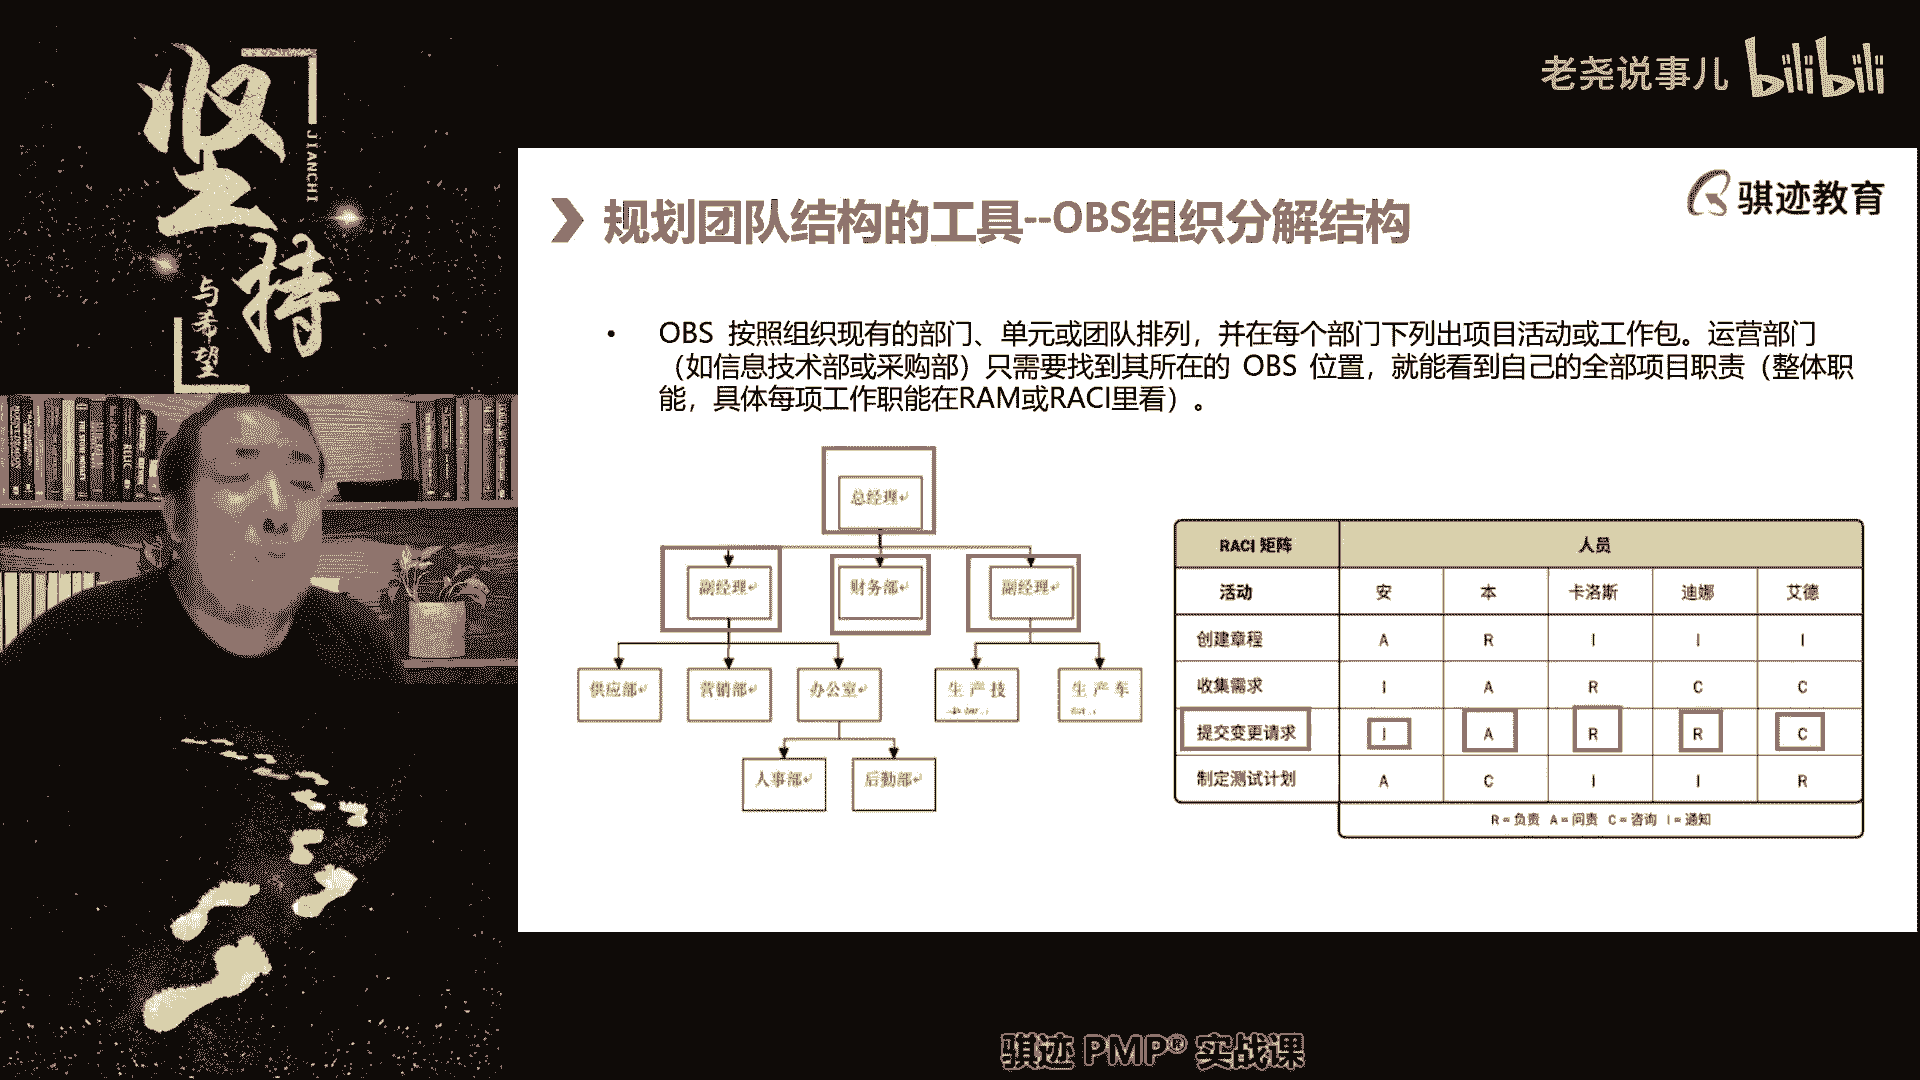 坚持
JIANCHI
与希望
老尧说事儿 bilibili
骐迹教育
规划团队结构的工具--OBS组织分解结构
• OBS 按照组织现有的部门、单元或团队排列，并在每个部门下列出项目活动或工作包。运营部门
（如信息技术部或采购部）只需要找到其所在的 OBS 位置，就能看到自己的全部项目职责（整体职
能，具体每项工作职能在RAM或RACI里看）。
总经理
副经理 财务部 副经理
供应部 营销部 办公室 生产技 生产车
人事部 后勤部
RACI 矩阵 人员
活动 安 本 卡洛斯 迪娜 艾德
创建章程 A R I I I
收集需求 I A R C C
提交变更请求 I A R R C
制定测试计划 A C I I R
R = 负责 A = 问责 C = 咨询 I = 通知
骐迹 PMP® 实战课